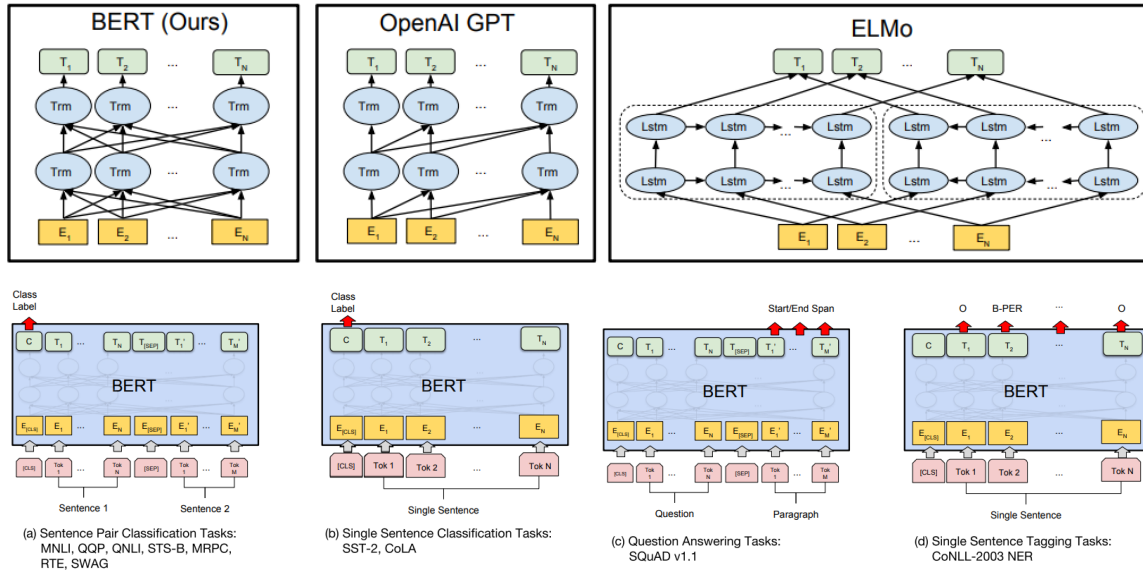 BERT (Ours)
T1 T2 ... TN
Trm Trm ... Trm
Trm Trm ... Trm
E1 E2 ... EN
OpenAI GPT
T1 T2 ... TN
Trm Trm ... Trm
Trm Trm ... Trm
E1 E2 ... EN
ELMo
T1 T2 ... TN
Lstm Lstm ... Lstm Lstm Lstm ... Lstm
Lstm Lstm ... Lstm Lstm Lstm ... Lstm
E1 E2 ... EN
Class
Label
C T1 ... TN T[SEP] T1' ... TM'
BERT
E[CLS] E1 ... EN E[SEP] E1' ... EM'
[CLS] Tok 1 ... Tok N [SEP] Tok 1 ... Tok M
Sentence 1 Sentence 2
(a) Sentence Pair Classification Tasks:
MNLI, QQP, QNLI, STS-B, MRPC,
RTE, SWAG
Class
Label
C T1 T2 ... TN
BERT
E[CLS] E1 E2 ... EN
[CLS] Tok 1 Tok 2 ... Tok N
Single Sentence
(b) Single Sentence Classification Tasks:
SST-2, CoLA
Start/End Span
C T1 ... TN T[SEP] T1' ... TM'
BERT
E[CLS] E1 ... EN E[SEP] E1' ... EM'
[CLS] Tok 1 ... Tok N [SEP] Tok 1 ... Tok M
Question Paragraph
(c) Question Answering Tasks:
SQuAD v1.1
O B-PER ... O
C T1 T2 ... TN
BERT
E[CLS] E1 E2 ... EN
[CLS] Tok 1 Tok 2 ... Tok N
Single Sentence
(d) Single Sentence Tagging Tasks:
CoNLL-2003 NER